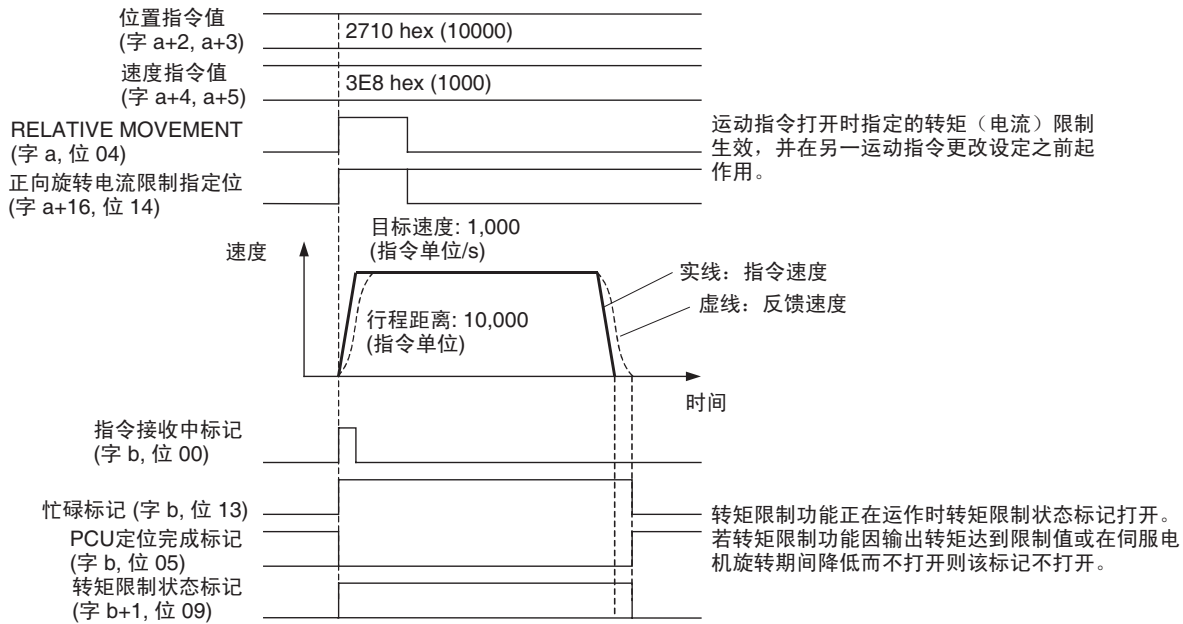 位置指令值
(字 a+2, a+3)
2710 hex (10000)
速度指令值
(字 a+4, a+5)
3E8 hex (1000)
RELATIVE MOVEMENT
(字 a, 位 04)
运动指令打开时指定的转矩（电流）限制
生效，并在另一运动指令更改设定之前起
作用。
正向旋转电流限制指定位
(字 a+16, 位 14)
目标速度: 1,000
(指令单位/s)
速度
实线：指令速度
虚线：反馈速度
行程距离: 10,000
(指令单位)
时间
指令接收中标记
(字 b, 位 00)
忙碌标记 (字 b, 位 13)
PCU定位完成标记
(字 b, 位 05)
转矩限制状态标记
(字 b+1, 位 09)
转矩限制功能正在运作时转矩限制状态标记打开。
若转矩限制功能因输出转矩达到限制值或在伺服电
机旋转期间降低而不打开则该标记不打开。